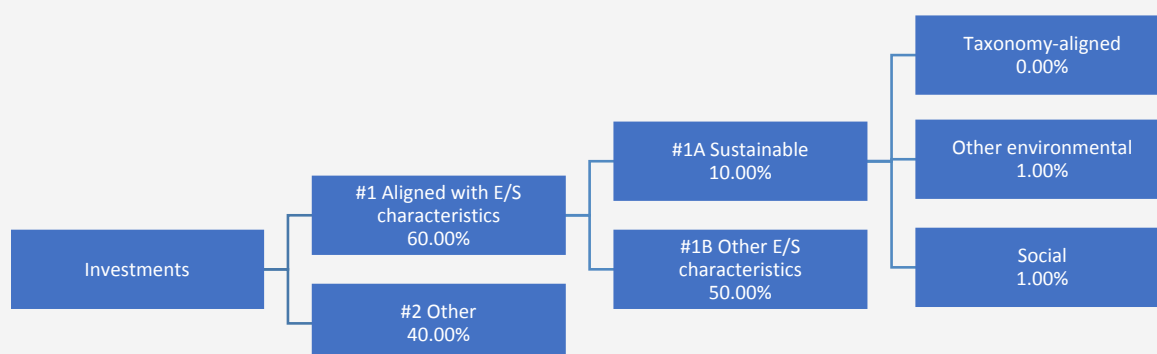 Investments
#1 Aligned with E/S
characteristics
60.00%
#2 Other
40.00%
#1A Sustainable
10.00%
#1B Other E/S
characteristics
50.00%
Taxonomy-aligned
0.00%
Other environmental
1.00%
Social
1.00%